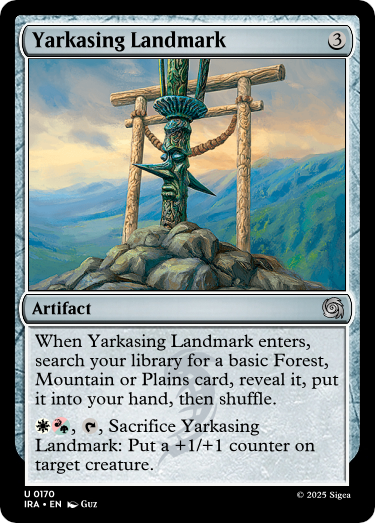 Yarkasing Landmark 3
Artifact
When Yarkasing Landmark enters,
search your library for a basic Forest,
Mountain or Plains card, reveal it, put
it into your hand, then shuffle.
, , Sacrifice Yarkasing
Landmark: Put a +1/+1 counter on
target creature.
U 0170
IRA • EN Guz
© 2025 Sigea